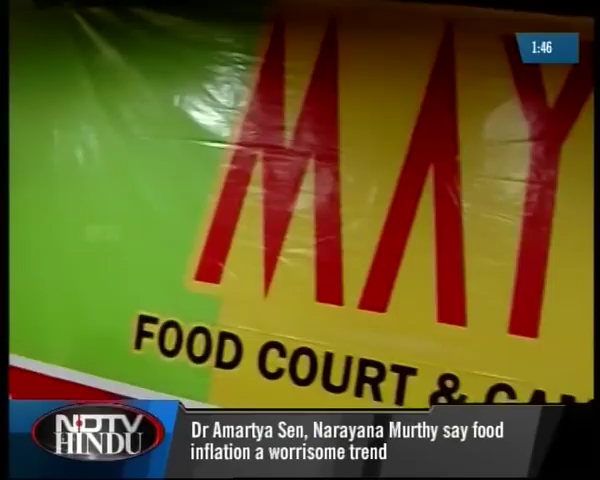 1:46
MAY
FOOD COURT &
NDTV
HINDU
Dr Amartya Sen, Narayana Murthy say food
inflation a worrisome trend